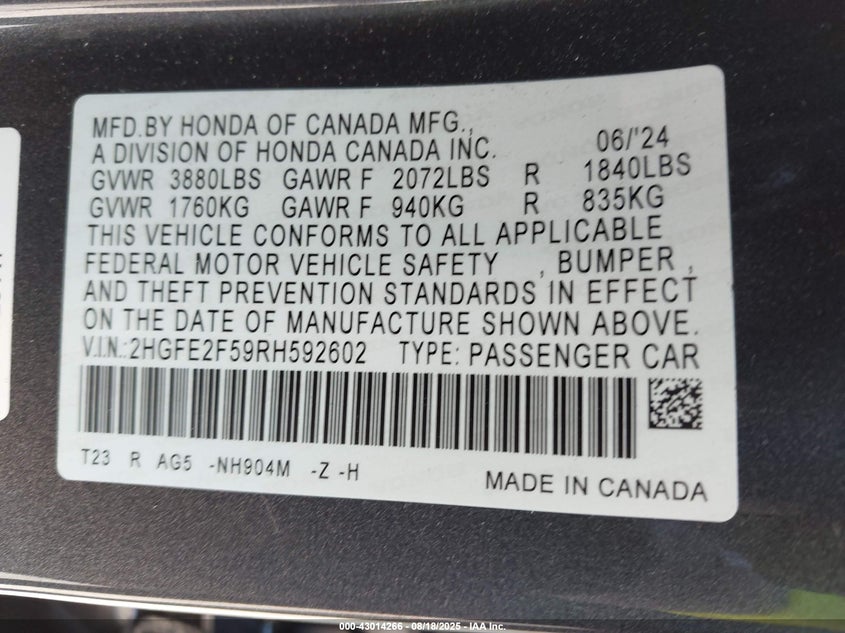 MFD.BY HONDA OF CANADA MFG.,
A DIVISION OF HONDA CANADA INC. 06/'24
GVWR 3880LBS GAWR F 2072LBS R 1840LBS
GVWR 1760KG GAWR F 940KG R 835KG
THIS VEHICLE CONFORMS TO ALL APPLICABLE
FEDERAL MOTOR VEHICLE SAFETY , BUMPER ,
AND THEFT PREVENTION STANDARDS IN EFFECT
ON THE DATE OF MANUFACTURE SHOWN ABOVE.
V.I.N.:2HGFE2F59RH592602 TYPE: PASSENGER CAR
T23 R AG5 -NH904M -Z -H
MADE IN CANADA
000-43014266 - 08/18/2025 - IAA Inc.